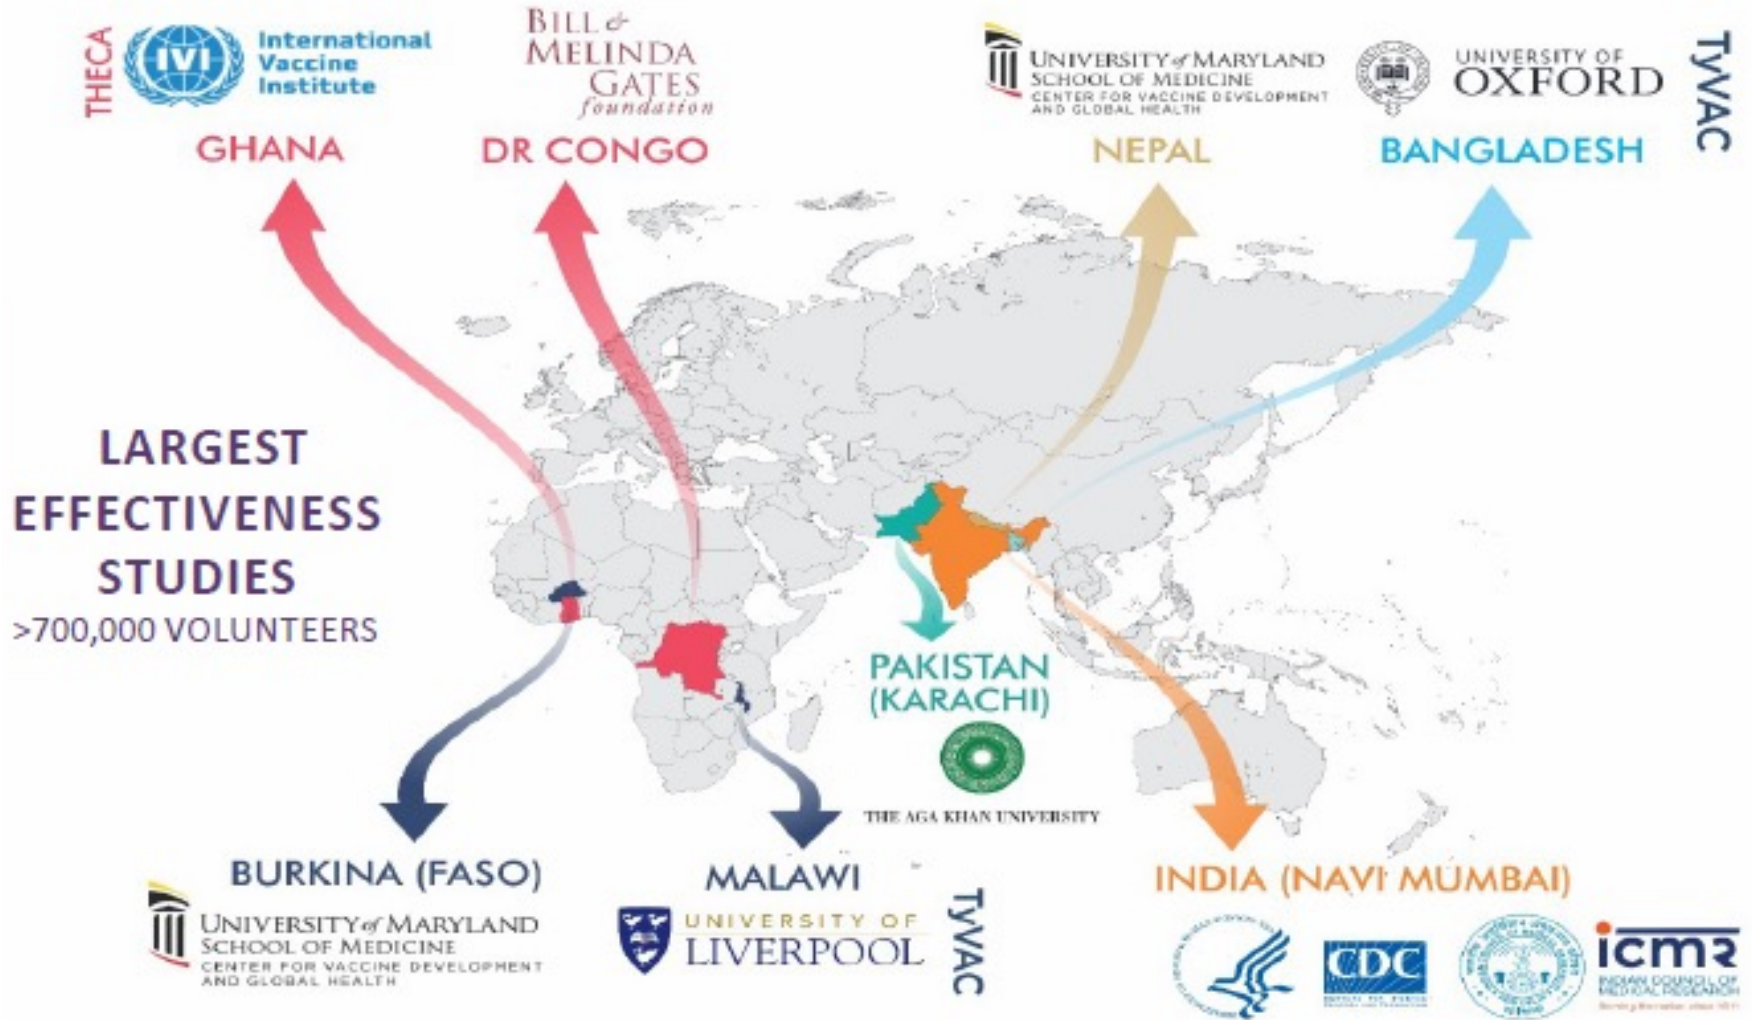 THECA
IVI
International
Vaccine
Institute
GHANA
BILL &
MELINDA
GATES
foundation
DR CONGO
UNIVERSITY of MARYLAND
SCHOOL OF MEDICINE
CENTER FOR VACCINE DEVELOPMENT
AND GLOBAL HEALTH
NEPAL
UNIVERSITY OF
OXFORD
BANGLADESH
TyVAC
LARGEST
EFFECTIVENESS
STUDIES
>700,000 VOLUNTEERS
PAKISTAN
(KARACHI)
THE AGA KHAN UNIVERSITY
BURKINA (FASO)
UNIVERSITY of MARYLAND
SCHOOL OF MEDICINE
CENTER FOR VACCINE DEVELOPMENT
AND GLOBAL HEALTH
MALAWI
UNIVERSITY OF
LIVERPOOL
TyVAC
INDIA (NAVI MUMBAI)
CDC
icmr
INDIAN COUNCIL OF
MEDICAL RESEARCH